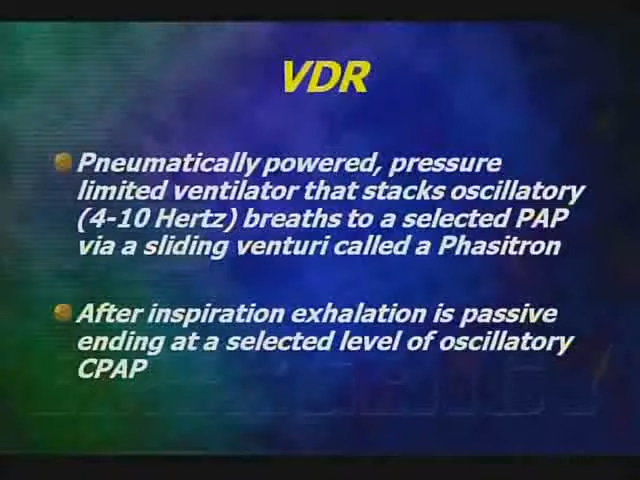 VDR
Pneumatically powered, pressure
limited ventilator that stacks oscillatory
(4-10 Hertz) breaths to a selected PAP
via a sliding venturi called a Phasitron
After inspiration exhalation is passive
ending at a selected level of oscillatory
CPAP